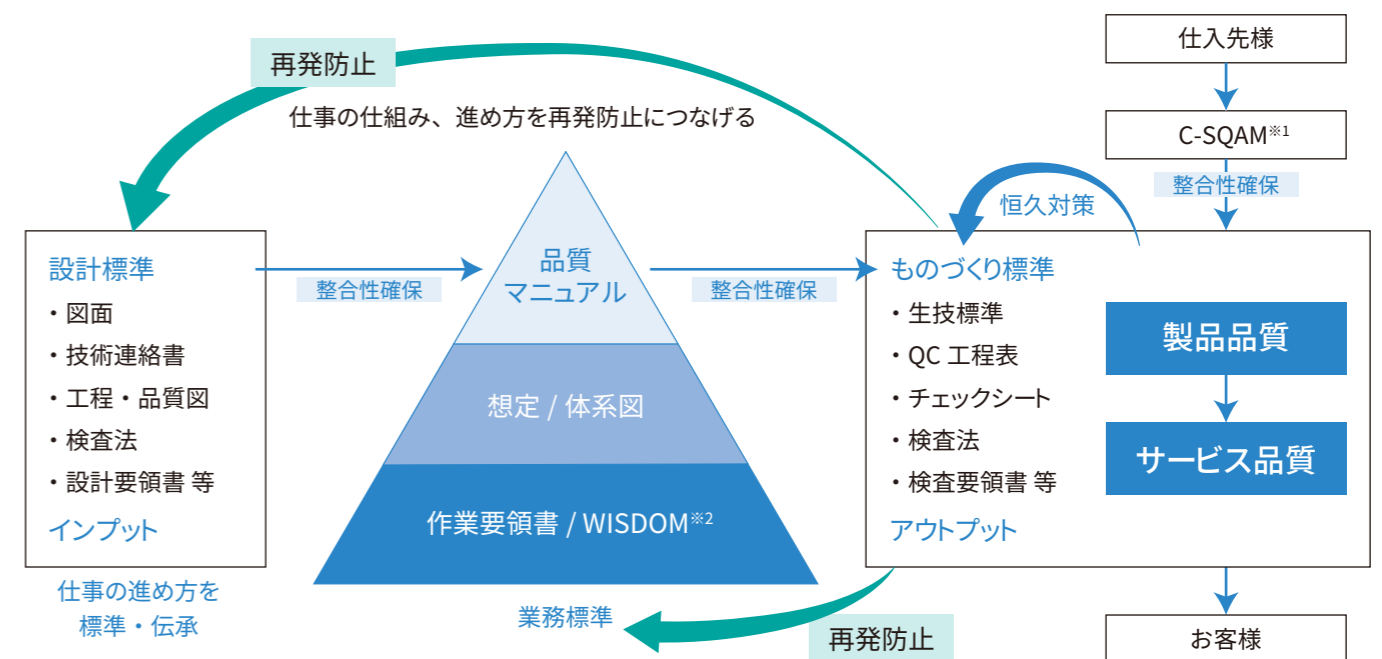 再発防止
仕事の仕組み、進め方を再発防止につなげる
仕入先様
C-SQAM※1
整合性確保
恒久対策
設計標準
・図面
・技術連絡書
・工程・品質図
・検査法
・設計要領書 等
インプット
仕事の進め方を
標準・伝承
整合性確保
品質
マニュアル
想定 / 体系図
作業要領書 / WISDOM※2
業務標準
整合性確保
ものづくり標準
・生技標準
・QC 工程表
・チェックシート
・検査法
・検査要領書 等
アウトプット
製品品質
サービス品質
再発防止
お客様